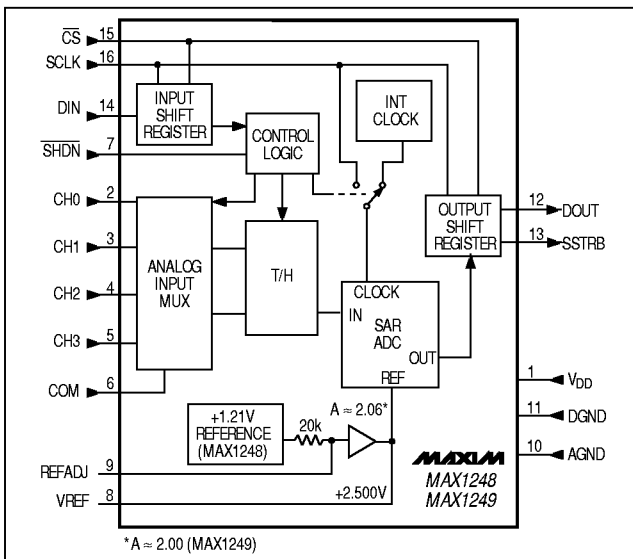 CS 15
SCLK 16
DIN 14
SHDN 7
CH0 2
CH1 3
CH2 4
CH3 5
COM 6
INPUT
SHIFT
REGISTER
CONTROL
LOGIC
INT
CLOCK
ANALOG
INPUT
MUX
T/H
CLOCK
IN
SAR
ADC
OUT
REF
OUTPUT
SHIFT
REGISTER
12 DOUT
13 SSTRB
+1.21V
REFERENCE
(MAX1248)
20k
A ≈ 2.06*
REFADJ 9
VREF 8
+2.500V
1 VDD
11 DGND
10 AGND
MAXIM
MAX1248
MAX1249
*A ≈ 2.00 (MAX1249)